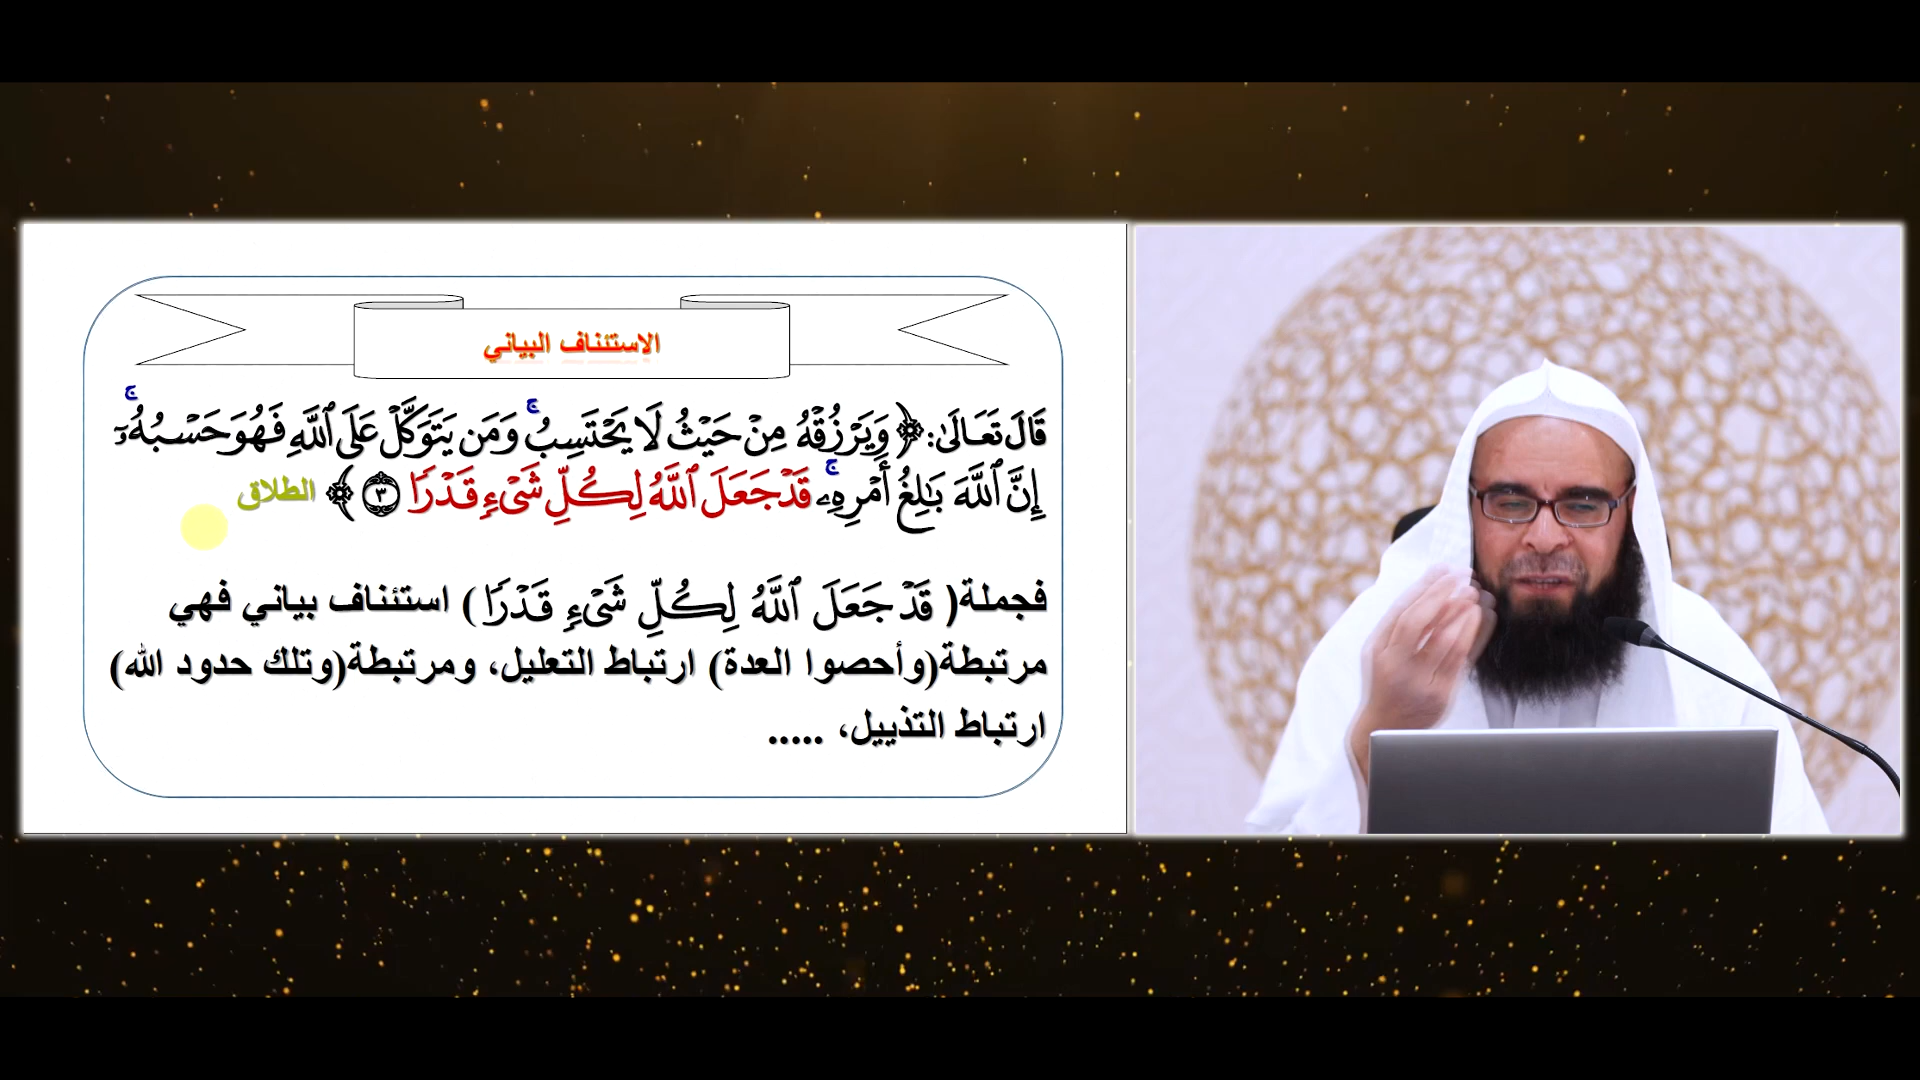 الاستئناف البياني
قَالَ تَعَالَىٰ: ﴿ وَيَرْزُقْهُ مِنْ حَيْثُ لَا يَحْتَسِبُ ۚ وَمَن يَتَوَكَّلْ عَلَى ٱللَّهِ فَهُوَ حَسْبُهُۥٓ ۚ
إِنَّ ٱللَّهَ بَٰلِغُ أَمْرِهِۦ ۚ قَدْ جَعَلَ ٱللَّهُ لِكُلِّ شَىْءٍ قَدْرًا ٣ ﴾ الطلاق
فجملة( قَدْ جَعَلَ ٱللَّهُ لِكُلِّ شَىْءٍ قَدْرًا ) استئناف بياني فهي
مرتبطة(وأحصوا العدة) ارتباط التعليل، ومرتبطة(وتلك حدود الله)
ارتباط التذييل، .....